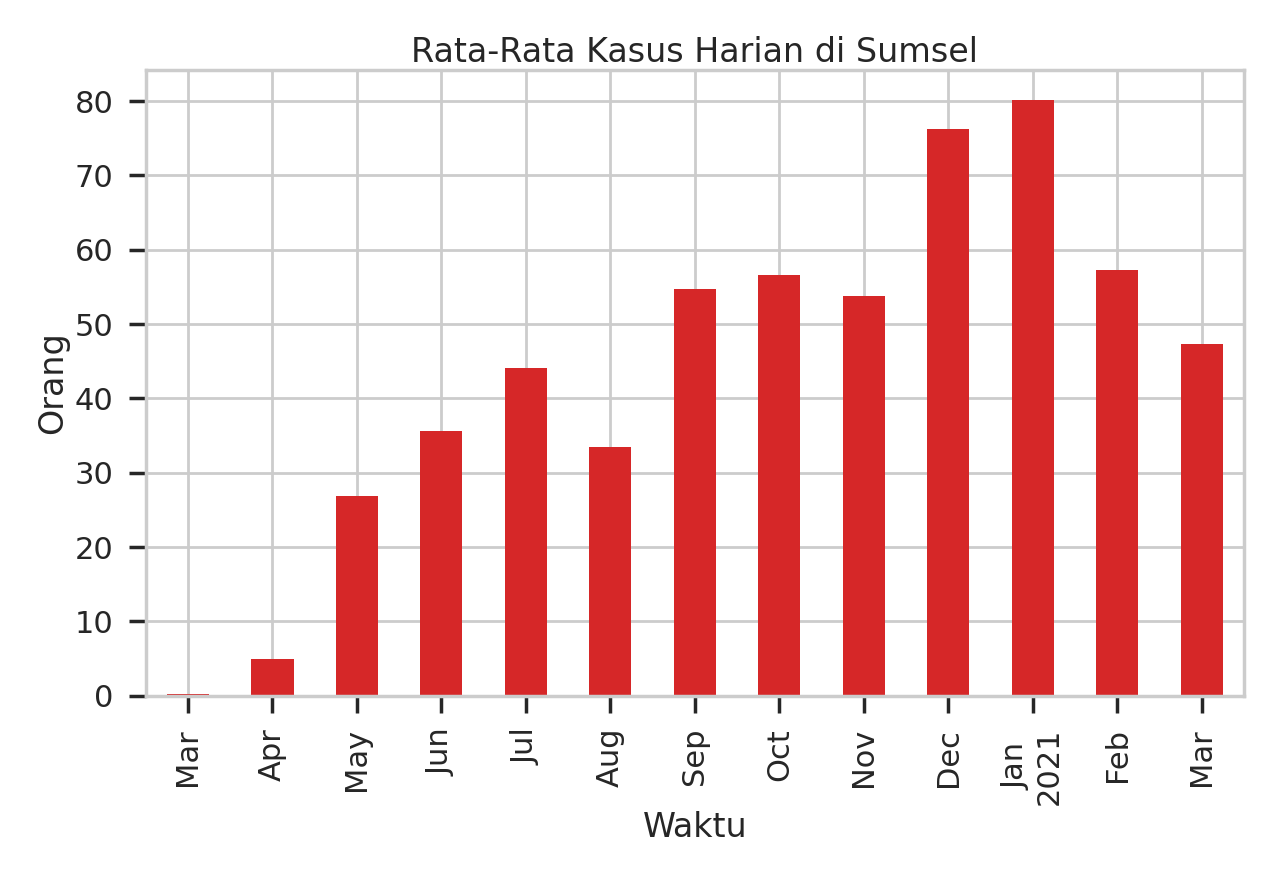 Rata-Rata Kasus Harian di Sumsel
80
70
60
50
40
30
20
10
0
Orang
Mar
Apr
May
Jun
Jul
Aug
Sep
Oct
Nov
Dec
Jan
2021
Feb
Mar
Waktu